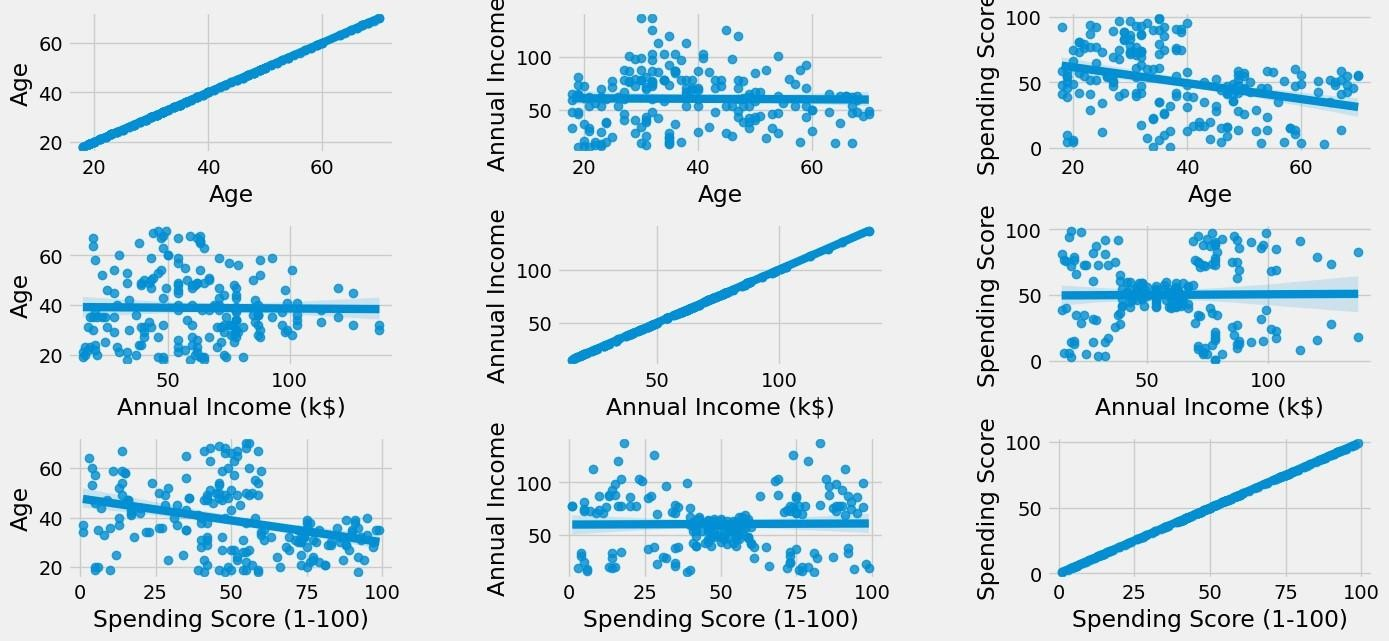 Age
60
40
20
20 40 60
Age
Annual Income
100
50
20 40 60
Age
Spending Score
100
50
0
20 40 60
Age
Age
60
40
20
50 100
Annual Income (k$)
Annual Income
100
50
50 100
Annual Income (k$)
Spending Score
100
50
0
50 100
Annual Income (k$)
Age
60
40
20
0 25 50 75 100
Spending Score (1-100)
Annual Income
100
50
0 25 50 75 100
Spending Score (1-100)
Spending Score
100
50
0
0 25 50 75 100
Spending Score (1-100)